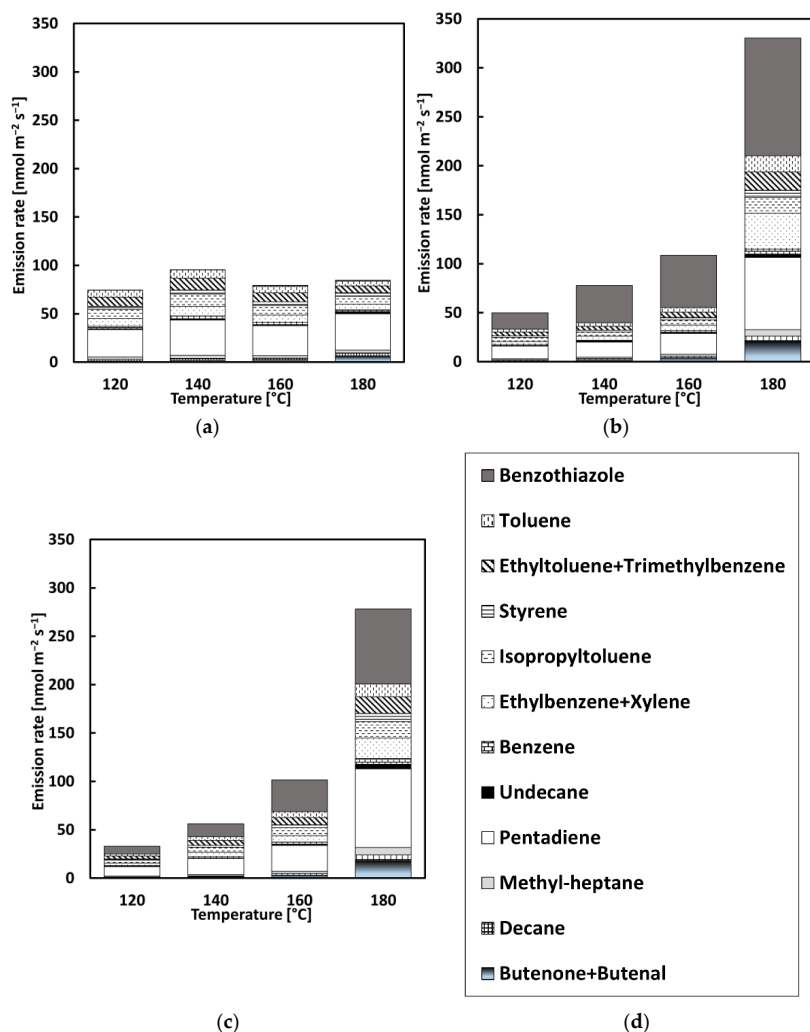 350
300
250
200
150
100
50
0
Emission rate [nmol m⁻² s⁻¹]
120 140 160 180
Temperature [°C]
(a)
350
300
250
200
150
100
50
0
Emission rate [nmol m⁻² s⁻¹]
120 140 160 180
Temperature [°C]
(b)
350
300
250
200
150
100
50
0
Emission rate [nmol m⁻² s⁻¹]
120 140 160 180
Temperature [°C]
(c)
Benzothiazole
Toluene
Ethyltoluene+Trimethylbenzene
Styrene
Isopropyltoluene
Ethylbenzene+Xylene
Benzene
Undecane
Pentadiene
Methyl-heptane
Decane
Butenone+Butenal
(d)